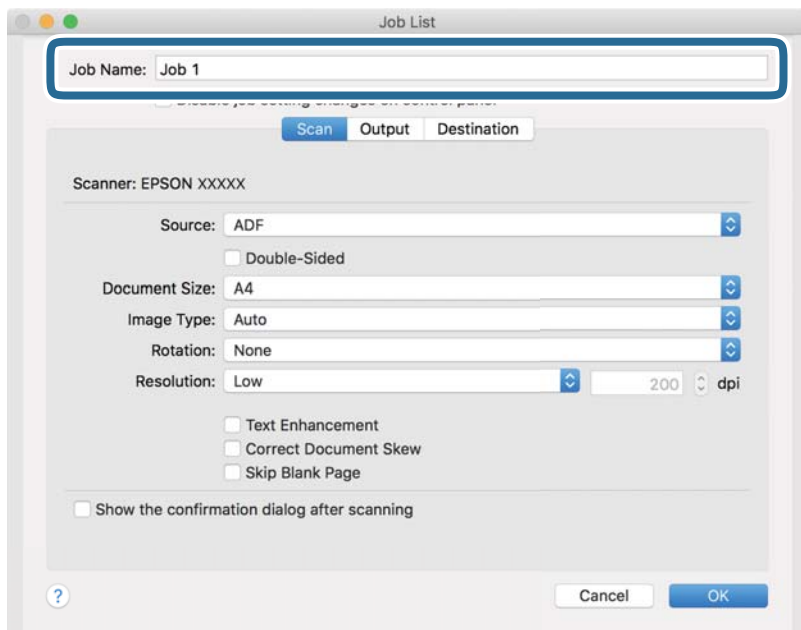 Job List
Job Name: Job 1
Scan Output Destination
Scanner: EPSON XXXXX
Source: ADF
Double-Sided
Document Size: A4
Image Type: Auto
Rotation: None
Resolution: Low 200 dpi
Text Enhancement
Correct Document Skew
Skip Blank Page
Show the confirmation dialog after scanning
? Cancel OK